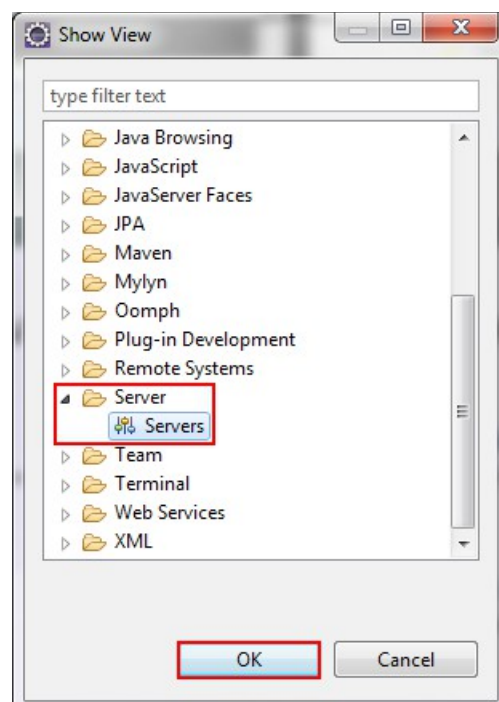 Show View
type filter text
Java Browsing
JavaScript
JavaServer Faces
JPA
Maven
Mylyn
Oomph
Plug-in Development
Remote Systems
Server
Servers
Team
Terminal
Web Services
XML
OK
Cancel